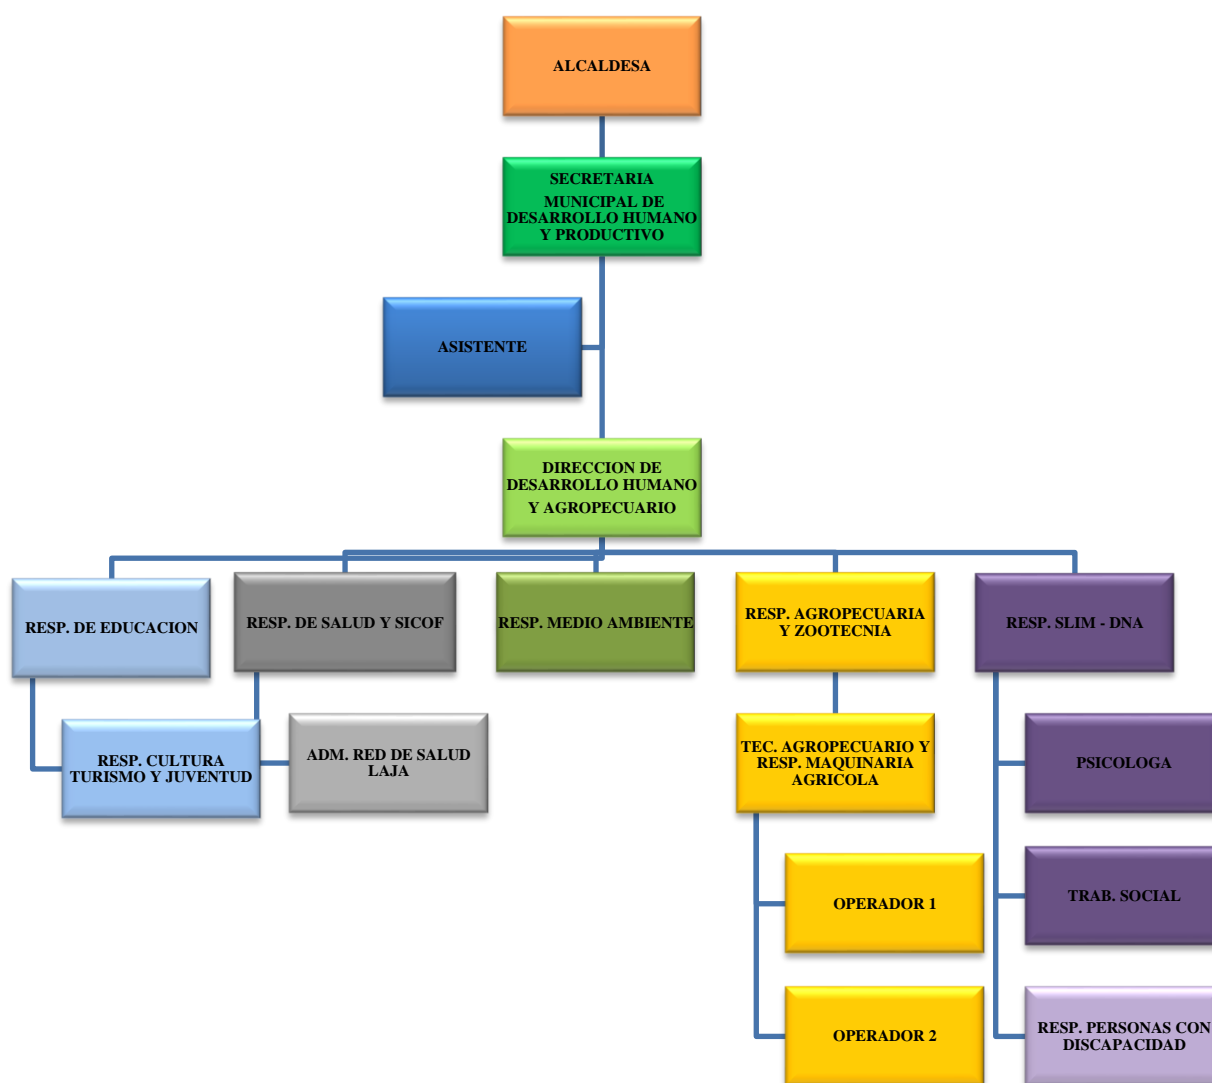 ALCALDESA
SECRETARIA
MUNICIPAL DE
DESARROLLO HUMANO
Y PRODUCTIVO
ASISTENTE
DIRECCION DE
DESARROLLO HUMANO
Y AGROPECUARIO
RESP. DE EDUCACION
RESP. DE SALUD Y SICOF
RESP. MEDIO AMBIENTE
RESP. AGROPECUARIA
Y ZOOTECNIA
RESP. SLIM - DNA
RESP. CULTURA
TURISMO Y JUVENTUD
ADM. RED DE SALUD
LAJA
TEC. AGROPECUARIO Y
RESP. MAQUINARIA
AGRICOLA
PSICOLOGA
OPERADOR 1
TRAB. SOCIAL
OPERADOR 2
RESP. PERSONAS CON
DISCAPACIDAD